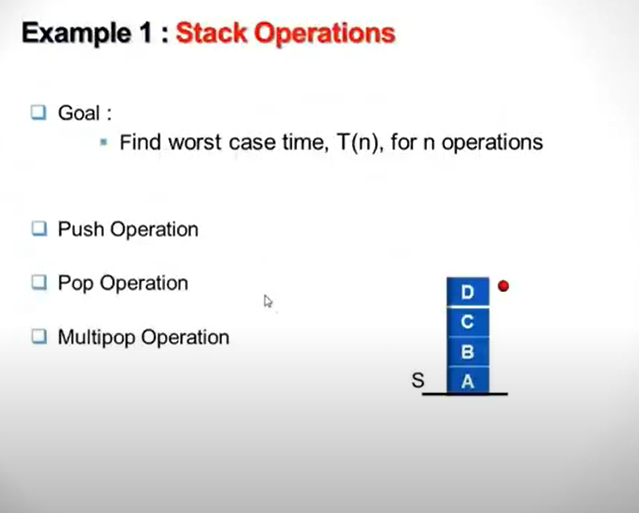 Example 1 : Stack Operations
Goal :
Find worst case time, T(n), for n operations
Push Operation
Pop Operation
Multipop Operation
D
C
B
S A